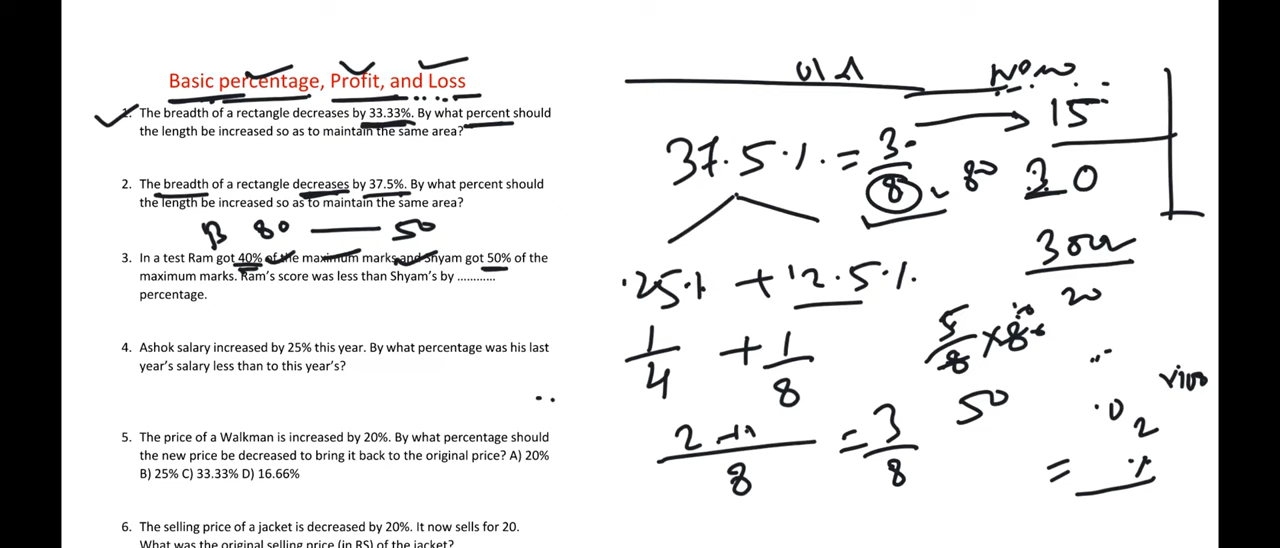 Basic percentage, Profit, and Loss
1. The breadth of a rectangle decreases by 33.33%. By what percent should
the length be increased so as to maintain the same area?
2. The breadth of a rectangle decreases by 37.5%. By what percent should
the length be increased so as to maintain the same area?
B 80 — 50
3. In a test Ram got 40% of the maximum marks and Shyam got 50% of the
maximum marks. Ram's score was less than Shyam's by ............
percentage.
4. Ashok salary increased by 25% this year. By what percentage was his last
year's salary less than to this year's?
5. The price of a Walkman is increased by 20%. By what percentage should
the new price be decreased to bring it back to the original price? A) 20%
B) 25% C) 33.33% D) 16.66%
6. The selling price of a jacket is decreased by 20%. It now sells for 20.
What was the original selling price (in RS) of the jacket?
37.5% = 3/8
80
15
30
25% + 12.5%
1/4 + 1/8
= 3/8
5/8 × 80
50
20